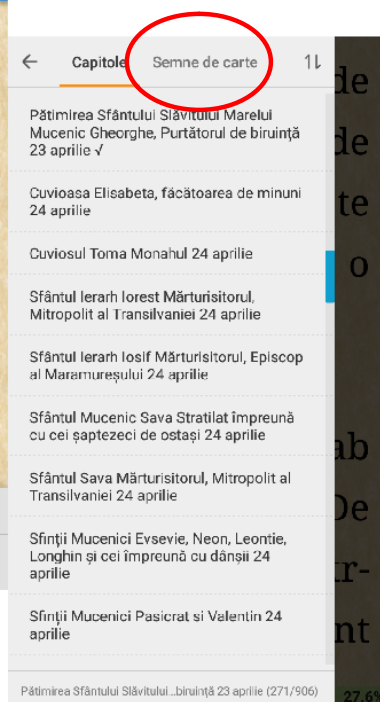 Capitole Semne de carte
Pătimirea Sfântului Slăvitului Marelui
Mucenic Gheorghe, Purtătorul de biruință
23 aprilie √
Cuvioasa Elisabeta, făcătoarea de minuni
24 aprilie
Cuviosul Toma Monahul 24 aprilie
Sfântul Ierarh Iorest Mărturisitorul,
Mitropolit al Transilvaniei 24 aprilie
Sfântul Ierarh Iosif Mărturisitorul, Episcop
al Maramureșului 24 aprilie
Sfântul Mucenic Sava Stratilat împreună
cu cei șaptezeci de ostași 24 aprilie
Sfântul Sava Mărturisitorul, Mitropolit al
Transilvaniei 24 aprilie
Sfinții Mucenici Evsevie, Neon, Leontie,
Longhin și cei împreună cu dânșii 24
aprilie
Sfinții Mucenici Pasicrat si Valentin 24
aprilie
Pătimirea Sfântului Slăvitului...biruință 23 aprilie (271/906)
de
de
te
o
ab
De
tr-
nt
27.6%